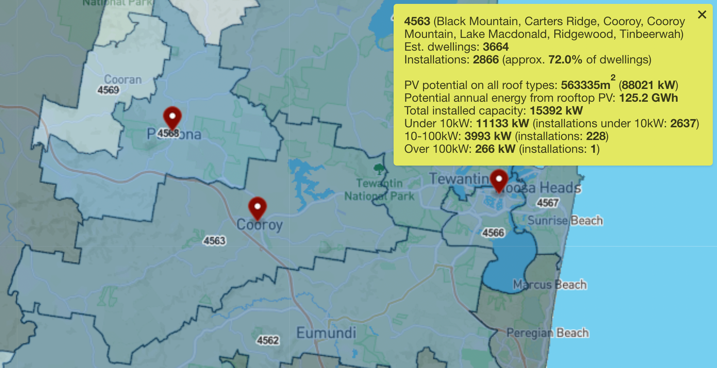 National Park
4563 (Black Mountain, Carters Ridge, Cooroy, Cooroy
Mountain, Lake Macdonald, Ridgewood, Tinbeerwah)
Est. dwellings: 3664
Installations: 2866 (approx. 72.0% of dwellings)
PV potential on all roof types: 563335m² (88021 kW)
Potential annual energy from rooftop PV: 125.2 GWh
Total installed capacity: 15392 kW
Under 10kW: 11133 kW (installations under 10kW: 2637)
10-100kW: 3993 kW (installations: 228)
Over 100kW: 266 kW (installations: 1)
Cooran
4569
4568
Tewantin
National Park
Tewantin
Noosa Heads
4567
Cooroy
Sunrise Beach
4563
4566
Marcus Beach
Eumundi
Peregian Beach
4562